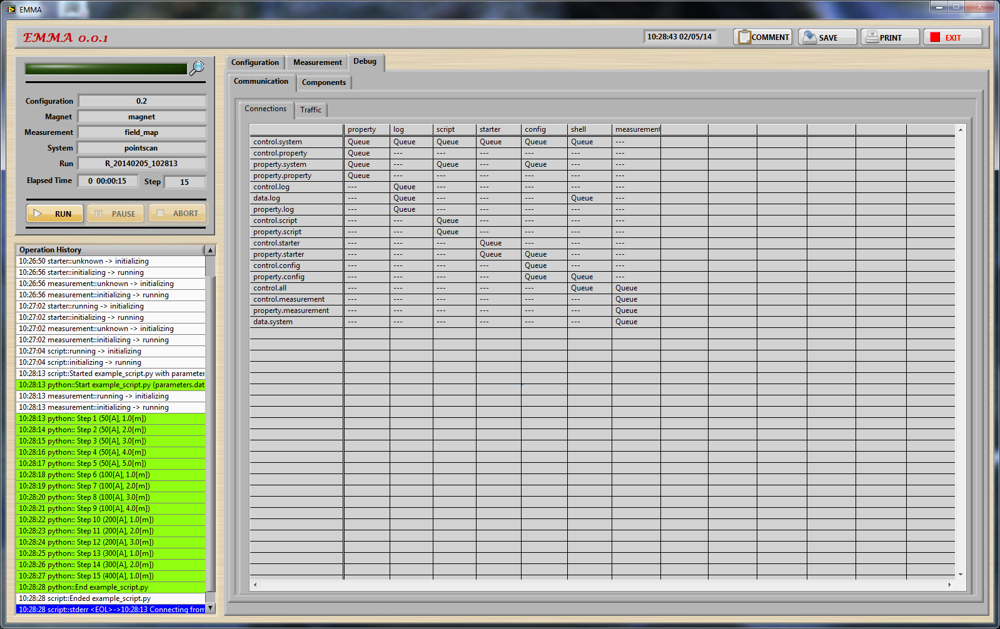 EMMA
EMMA 0.0.1
10:28:43 02/05/14
COMMENT
SAVE
PRINT
EXIT
Configuration 0.2
Magnet magnet
Measurement field_map
System pointscan
Run R_20140205_102813
Elapsed Time 0 00:00:15 Step 15
RUN PAUSE ABORT
Operation History
10:26:50 starter::unknown -> initializing
10:26:56 starter::initializing -> running
10:26:56 measurement::unknown -> initializing
10:26:56 measurement::initializing -> running
10:27:02 starter::running -> initializing
10:27:02 starter::initializing -> running
10:27:02 measurement::unknown -> initializing
10:27:02 measurement::initializing -> running
10:27:04 script::running -> initializing
10:27:04 script::initializing -> running
10:28:13 script::Started example_script.py with parameter
10:28:13 python::Start example_script.py (parameters.dat
10:28:13 measurement::running -> initializing
10:28:13 measurement::initializing -> running
10:28:13 python:: Step 1 (50[A], 1.0[m])
10:28:14 python:: Step 2 (50[A], 2.0[m])
10:28:15 python:: Step 3 (50[A], 3.0[m])
10:28:16 python:: Step 4 (50[A], 4.0[m])
10:28:17 python:: Step 5 (50[A], 5.0[m])
10:28:18 python:: Step 6 (100[A], 1.0[m])
10:28:19 python:: Step 7 (100[A], 2.0[m])
10:28:20 python:: Step 8 (100[A], 3.0[m])
10:28:21 python:: Step 9 (100[A], 4.0[m])
10:28:22 python:: Step 10 (200[A], 1.0[m])
10:28:23 python:: Step 11 (200[A], 2.0[m])
10:28:24 python:: Step 12 (200[A], 3.0[m])
10:28:25 python:: Step 13 (300[A], 1.0[m])
10:28:26 python:: Step 14 (300[A], 2.0[m])
10:28:27 python:: Step 15 (400[A], 1.0[m])
10:28:28 python::End example_script.py
10:28:28 script::Ended example_script.py
10:28:28 script::stderr <EOL>->10:28:13 Connecting from
Configuration Measurement Debug
Communication Components
Connections Traffic
property log script starter config shell measurement
control.system Queue Queue Queue Queue Queue Queue ---
control.property Queue --- --- --- --- --- ---
property.system Queue --- Queue --- Queue --- ---
property.property Queue --- --- --- --- --- ---
control.log --- Queue --- --- --- --- ---
data.log --- Queue --- --- --- Queue ---
property.log --- Queue --- --- --- --- ---
control.script --- --- Queue --- --- --- ---
property.script --- --- Queue --- --- --- ---
control.starter --- --- --- Queue --- --- ---
property.starter --- --- --- Queue Queue --- ---
control.config --- --- --- --- Queue --- ---
property.config --- --- --- --- Queue Queue ---
control.all --- --- --- --- --- Queue Queue
control.measurement --- --- --- --- --- --- Queue
property.measurement --- --- --- --- --- --- Queue
data.system --- --- --- --- --- --- Queue